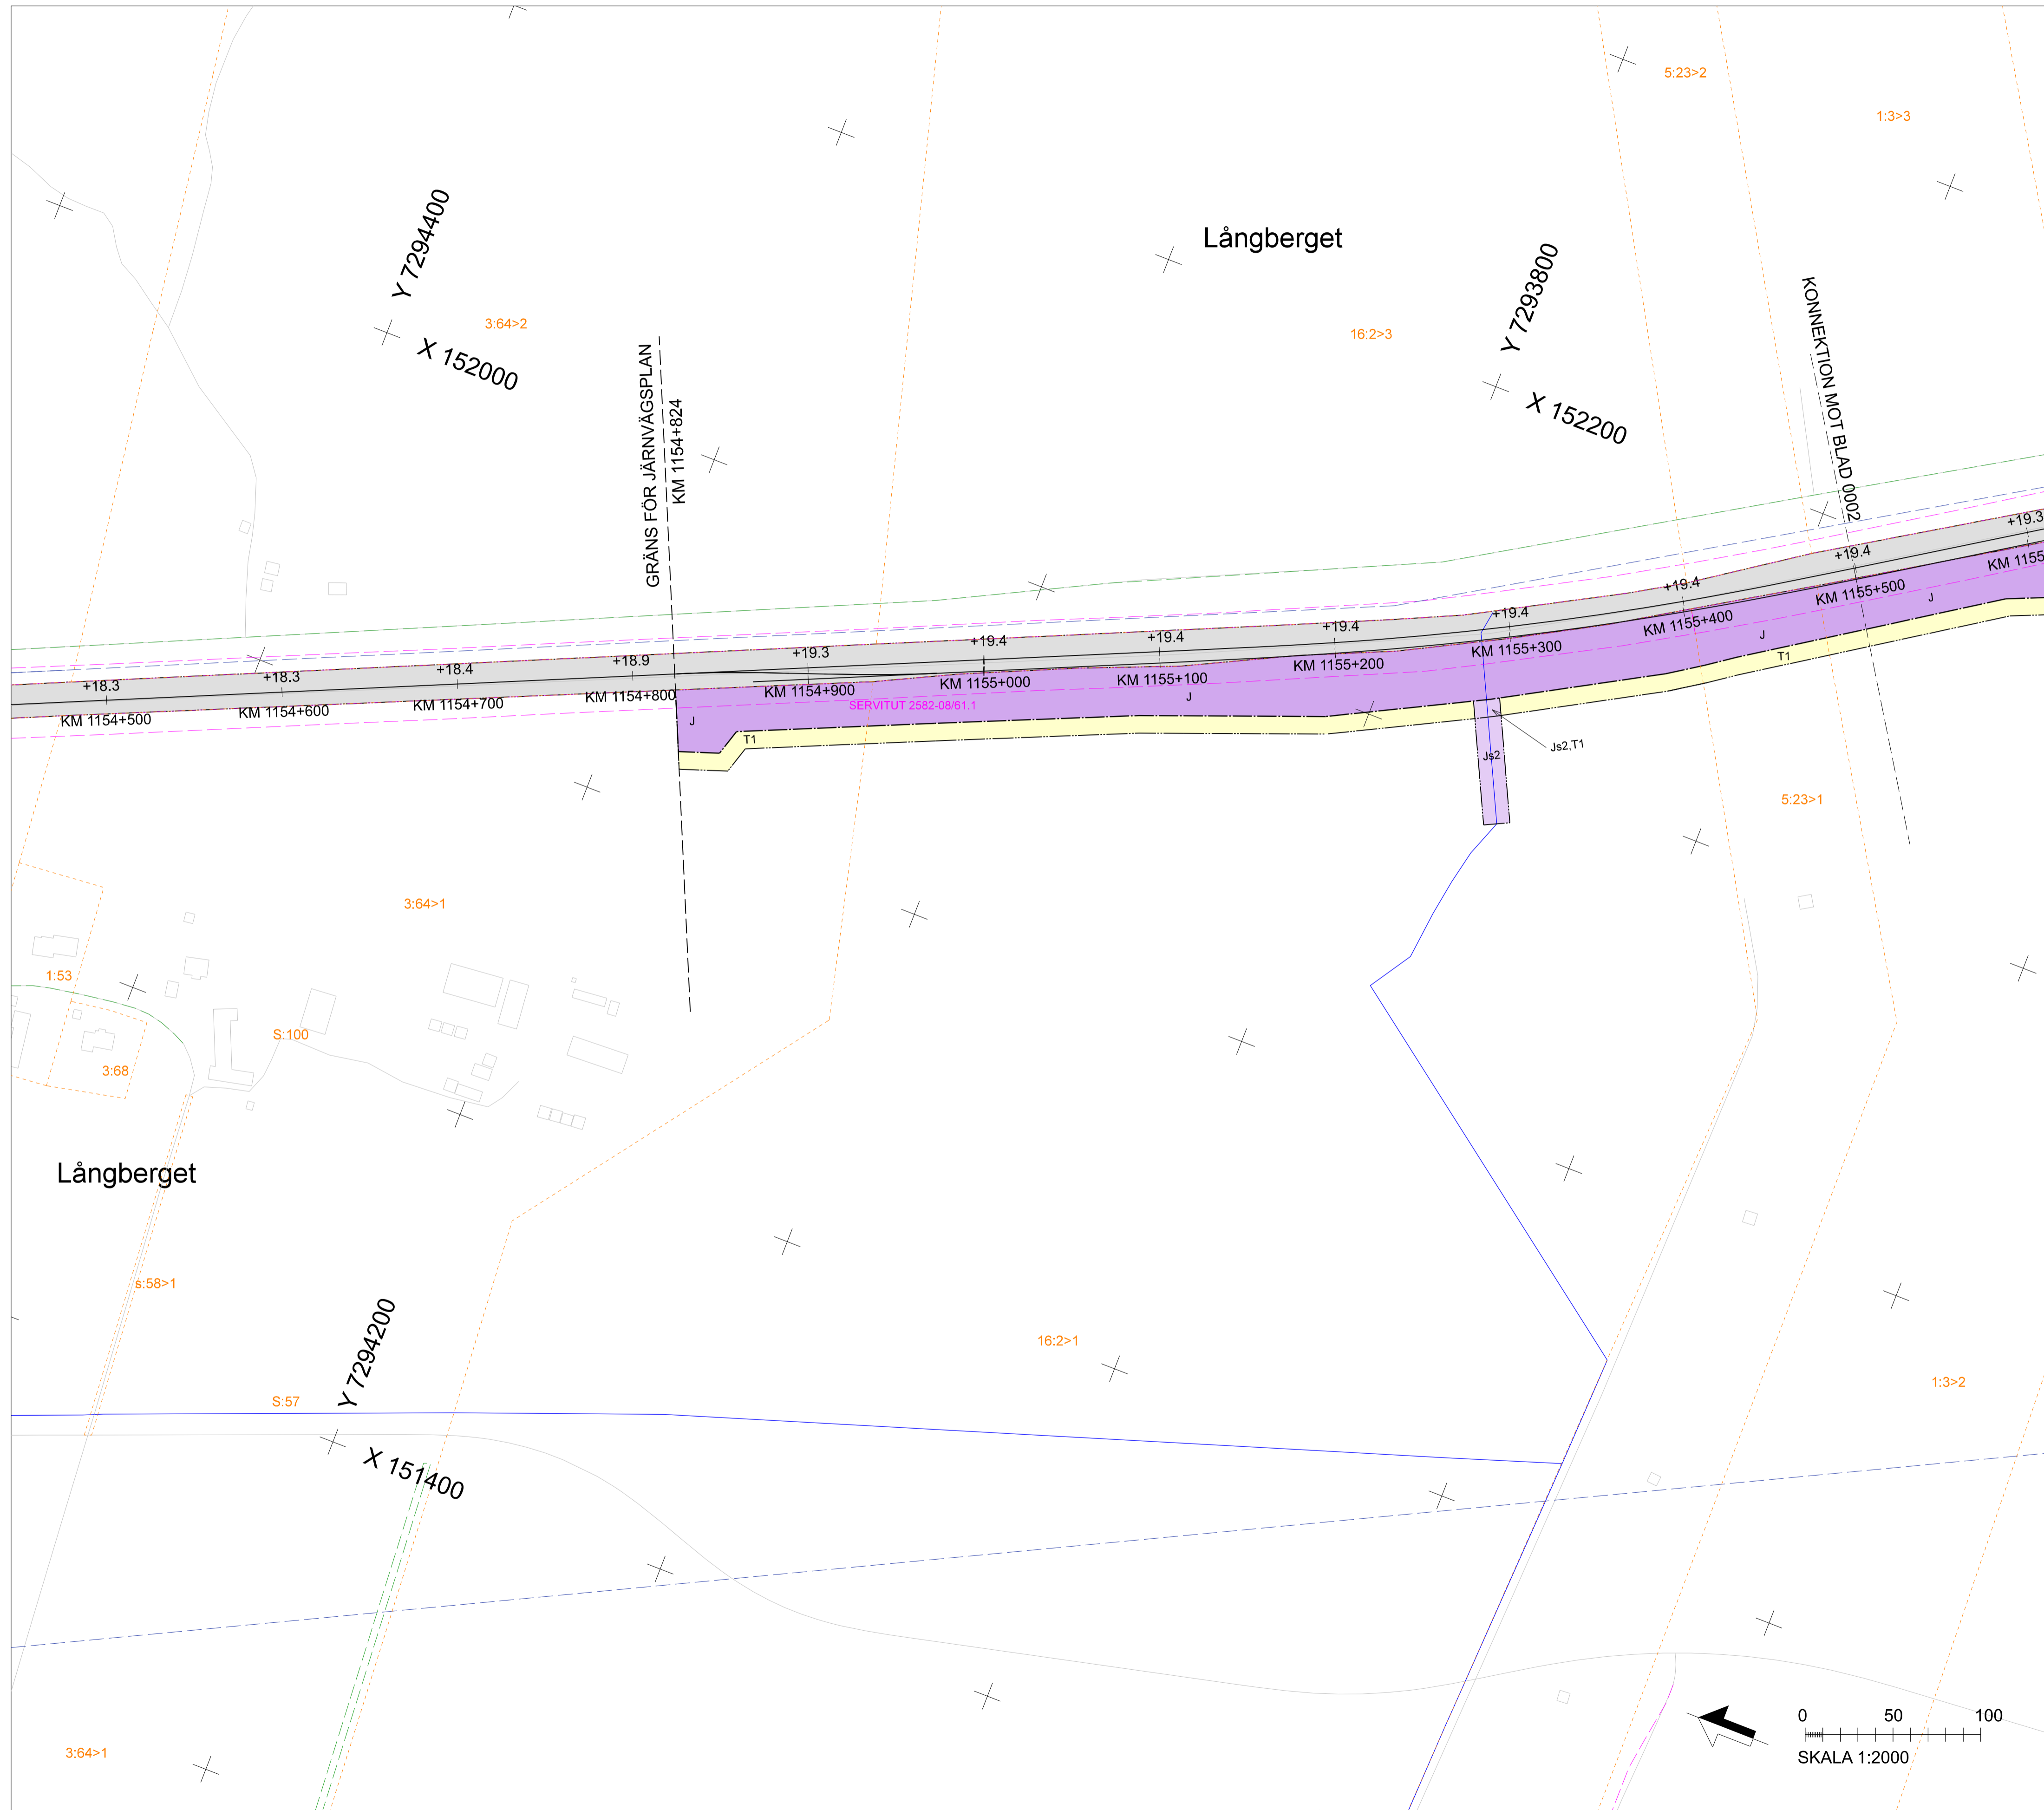 5:23>2
1:3>3
Y 7294400
Långberget
3:64>2
X 152000
Y 7293800
16:2>3
X 152200
GRÄNS FÖR JÄRNVÄGSPLAN
KM 1154+824
KONNEKTION MOT BLAD 0002
+18.3
+18.3
+18.4
+18.9
+19.3
+19.4
+19.4
+19.4
+19.4
+19.4
+19.4
+19.3
KM 1154+500
KM 1154+600
KM 1154+700
KM 1154+800
KM 1154+900
KM 1155+000
KM 1155+100
KM 1155+200
KM 1155+300
KM 1155+400
KM 1155+500
KM 1155
SERVITUT 2582-08/61.1
J
J
J
J
T1
T1
Js2
Js2,T1
5:23>1
3:64>1
1:53
S:100
3:68
Långberget
s:58>1
Y 7294200
S:57
X 151400
16:2>1
1:3>2
3:64>1
0 50 100
SKALA 1:2000